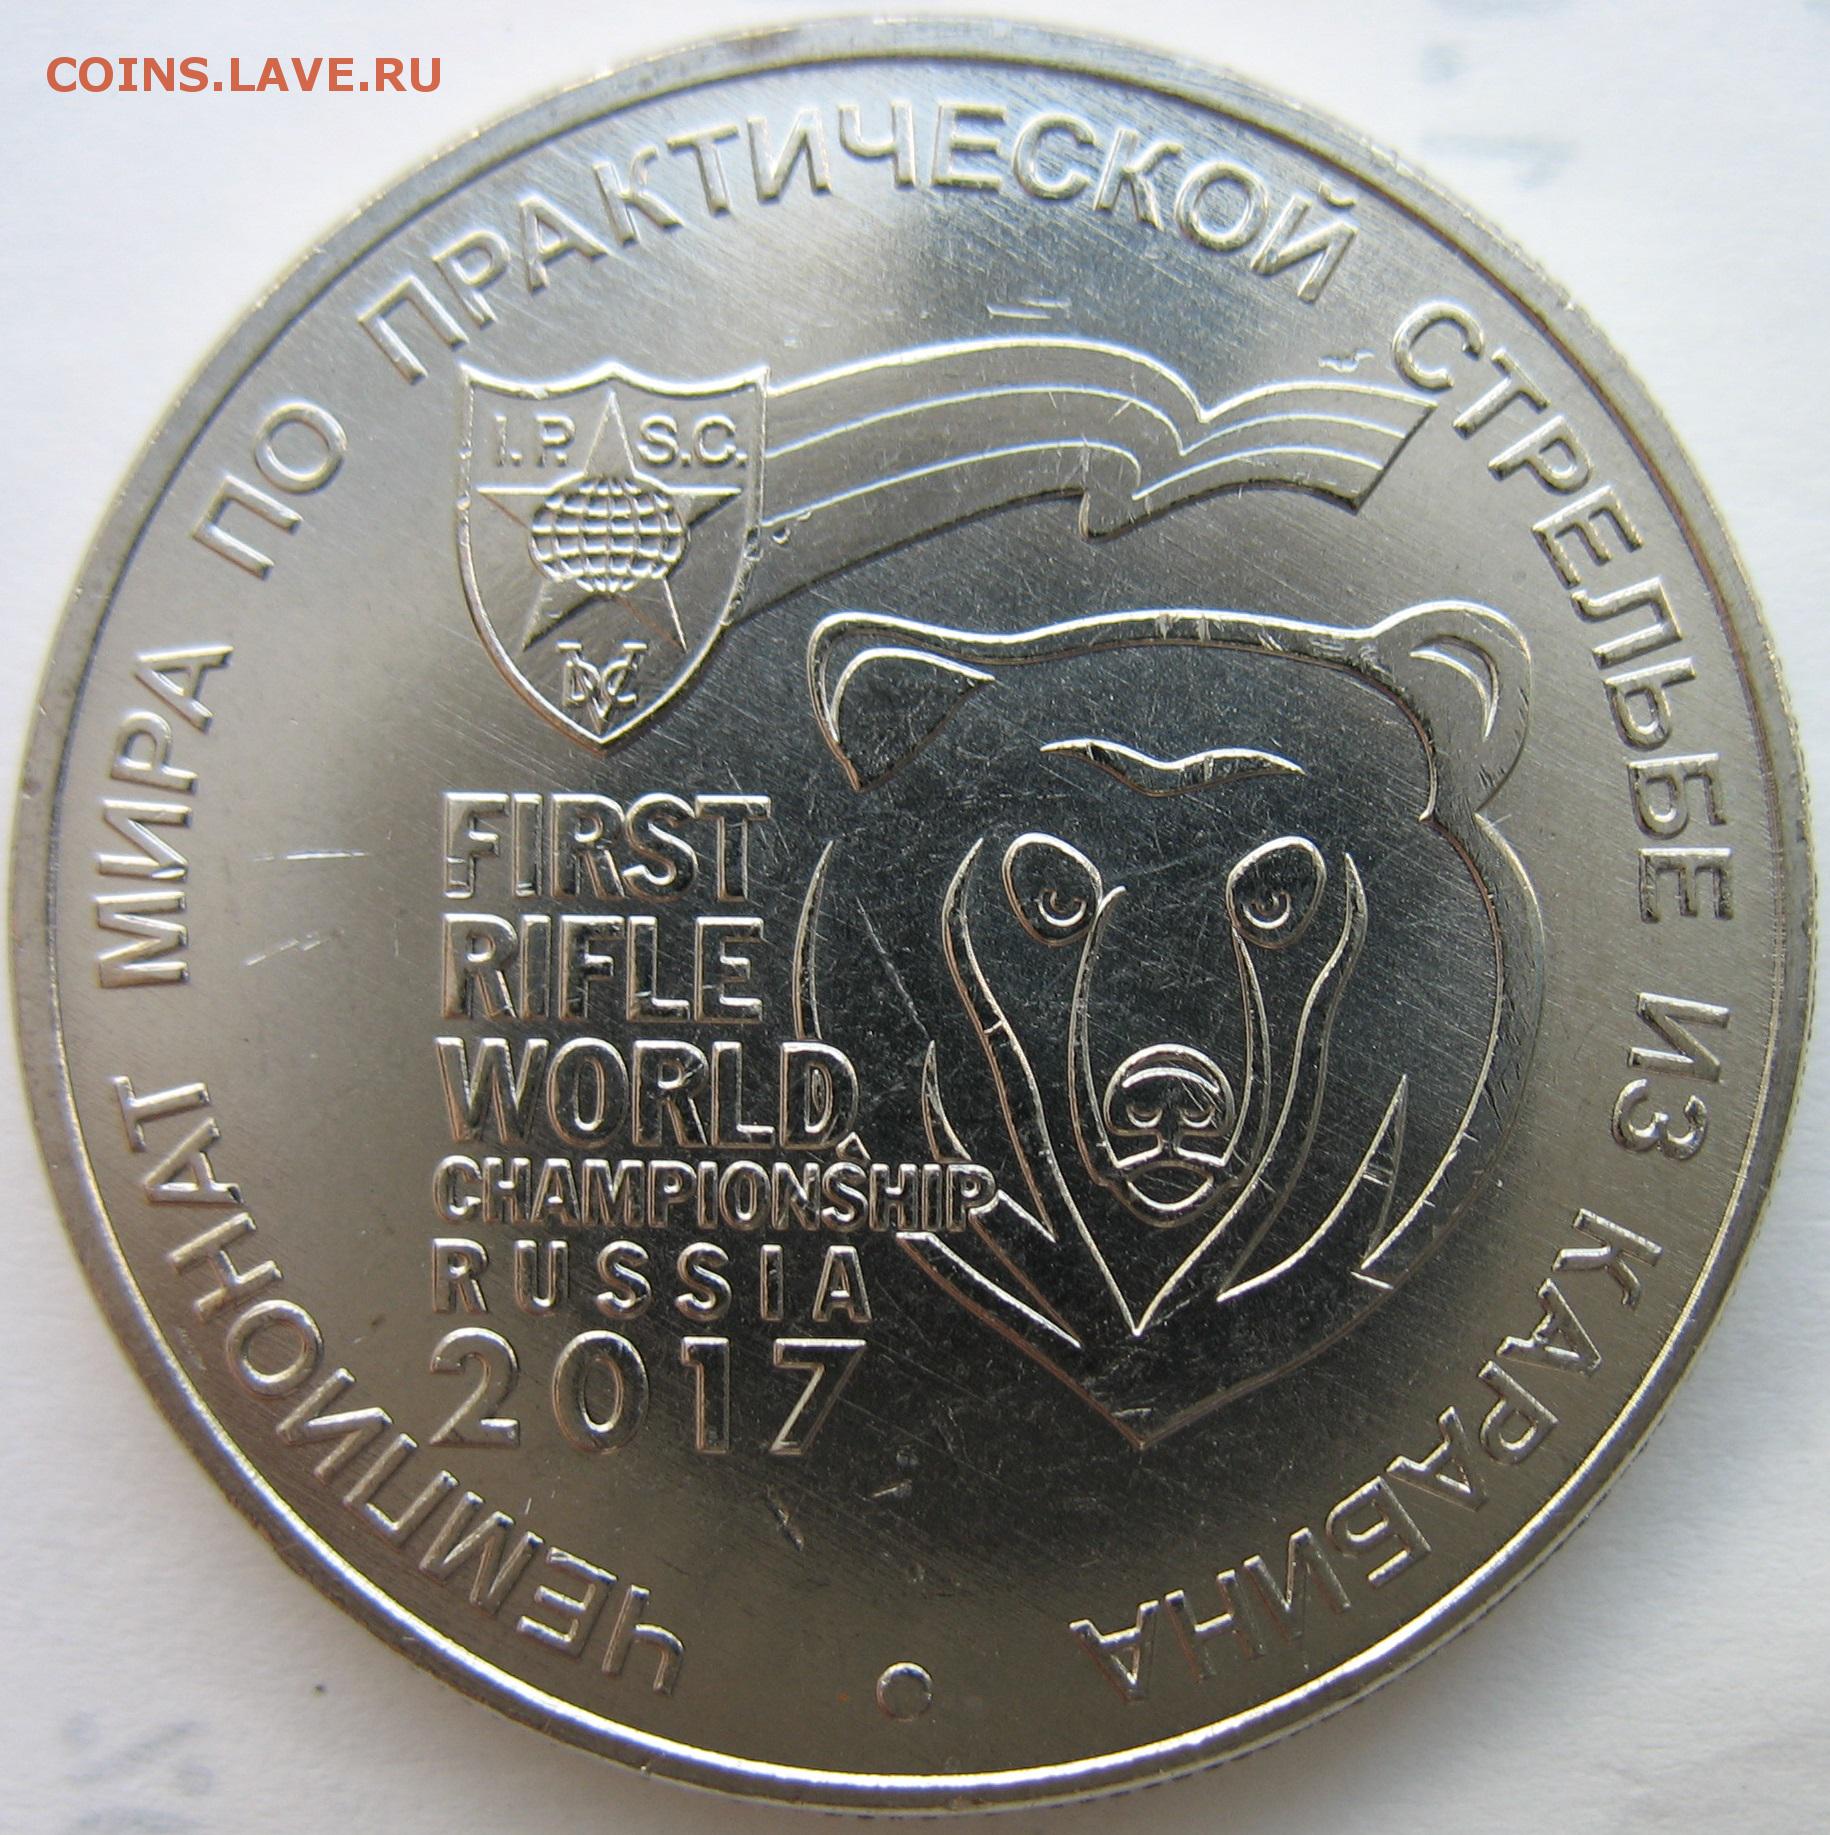 COINS.LAVE.RU
ЧЕМПИОНАТ МИРА ПО ПРАКТИЧЕСКОЙ СТРЕЛЬБЕ ИЗ КАРАБИНА
I.P.S.C.
DVC
FIRST
RIFLE
WORLD
CHAMPIONSHIP
RUSSIA
2017